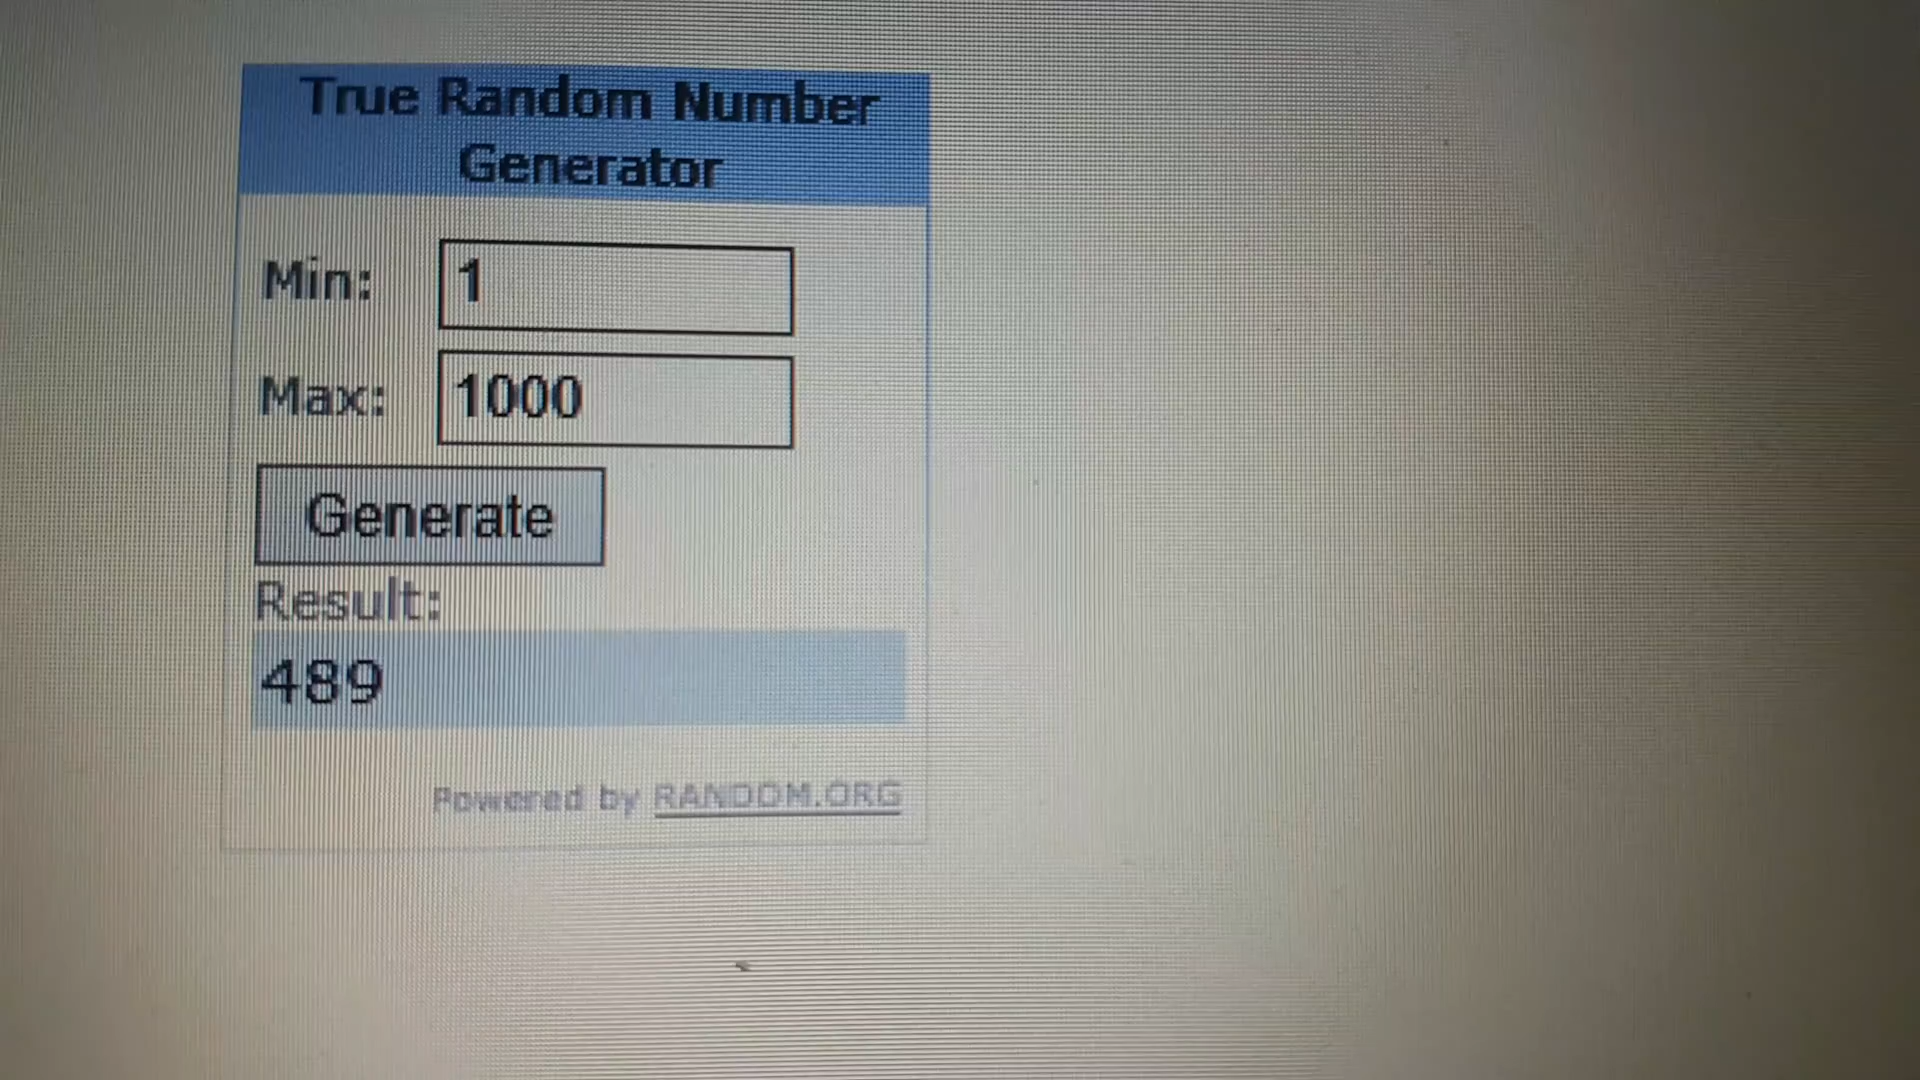 True Random Number
Generator
Min: 1
Max: 1000
Generate
Result:
489
Powered by RANDOM.ORG